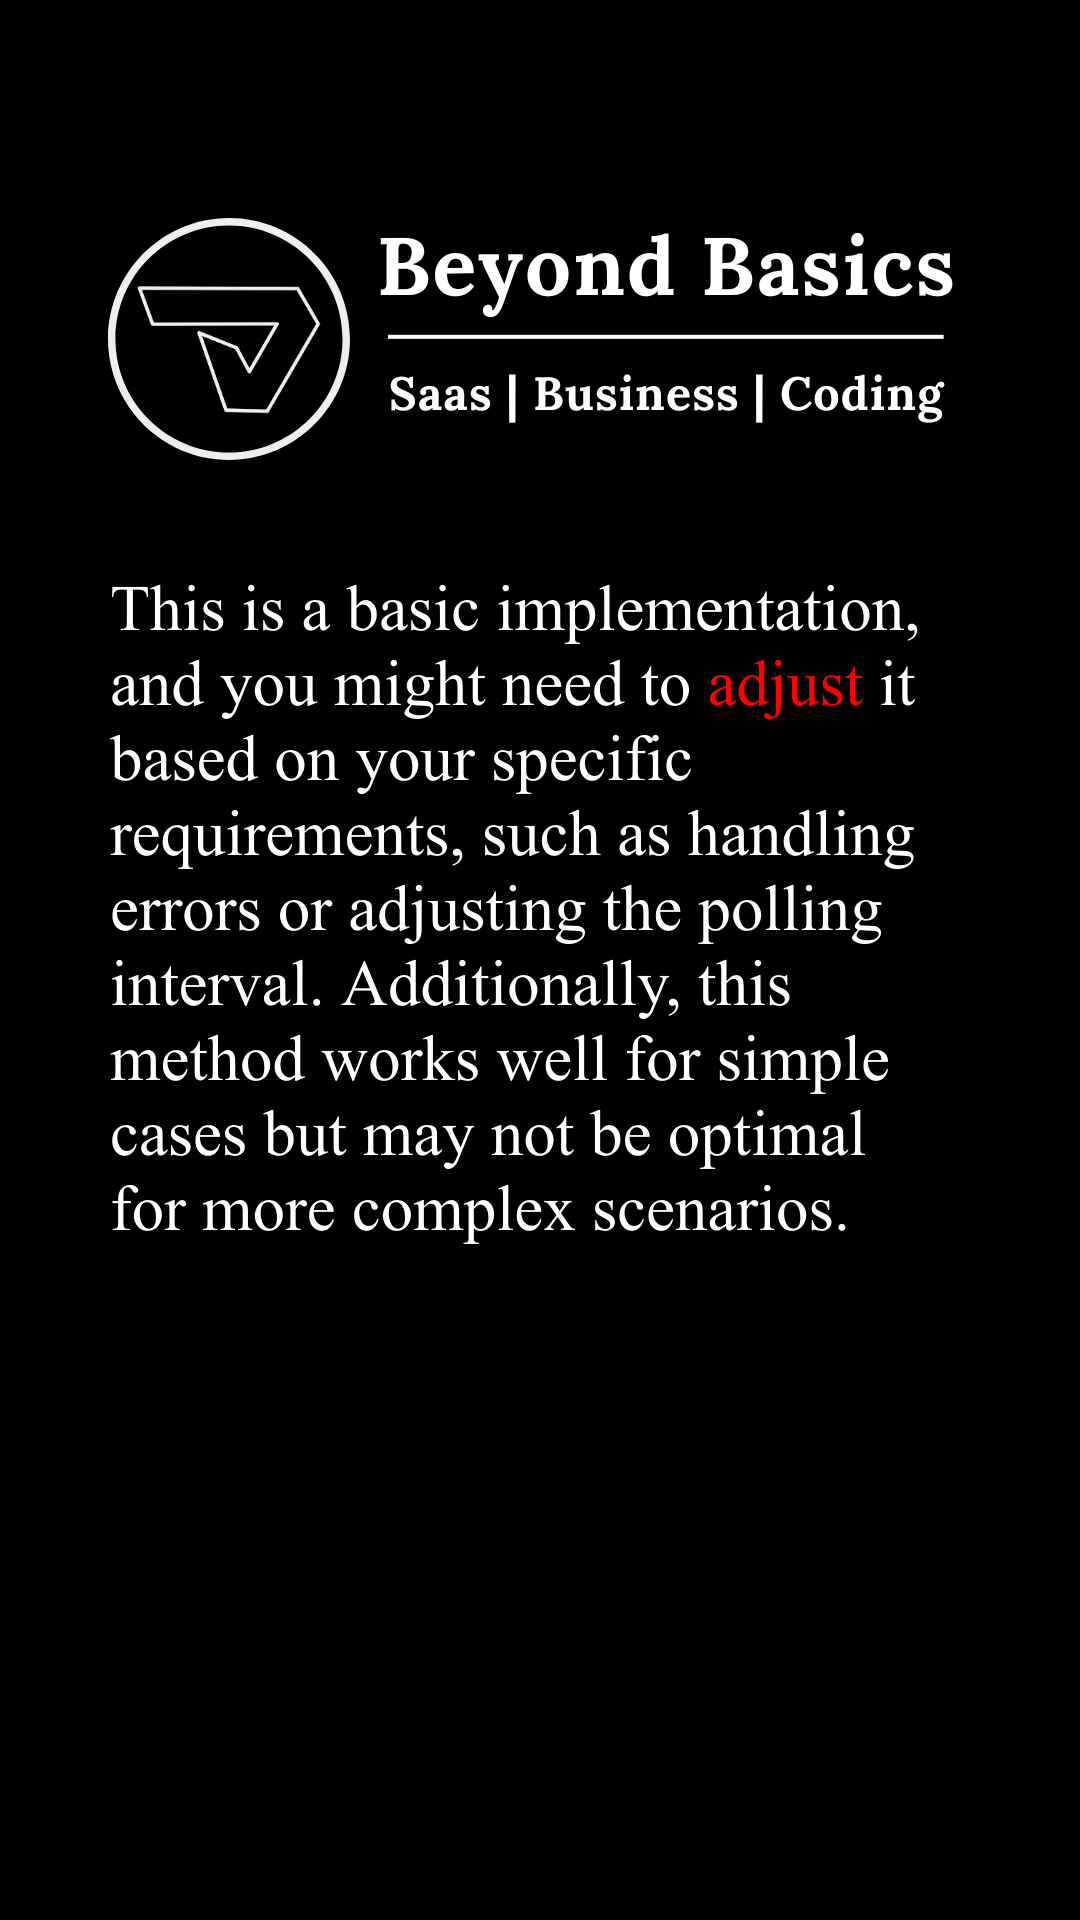 Beyond Basics
Saas | Business | Coding
This is a basic implementation,
and you might need to adjust it
based on your specific
requirements, such as handling
errors or adjusting the polling
interval. Additionally, this
method works well for simple
cases but may not be optimal
for more complex scenarios.